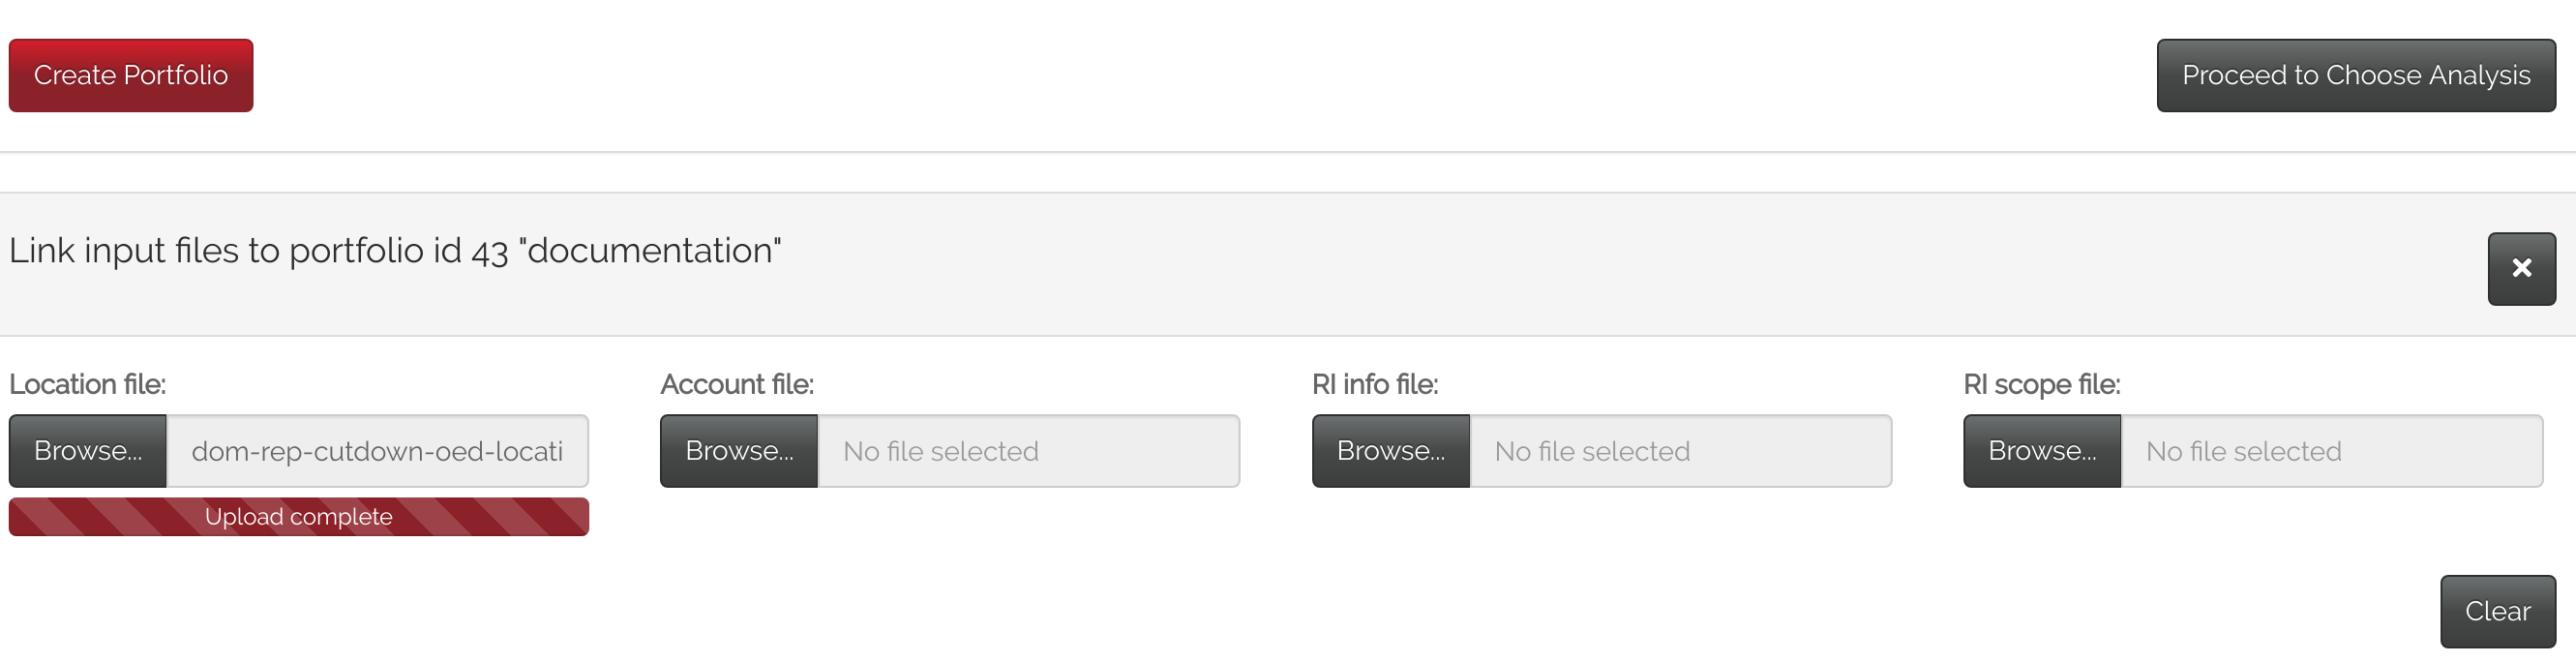 Create Portfolio
Proceed to Choose Analysis
Link input files to portfolio id 43 "documentation"
Location file:
Account file:
RI info file:
RI scope file:
Browse... dom-rep-cutdown-oed-locati
Browse... No file selected
Browse... No file selected
Browse... No file selected
Upload complete
Clear